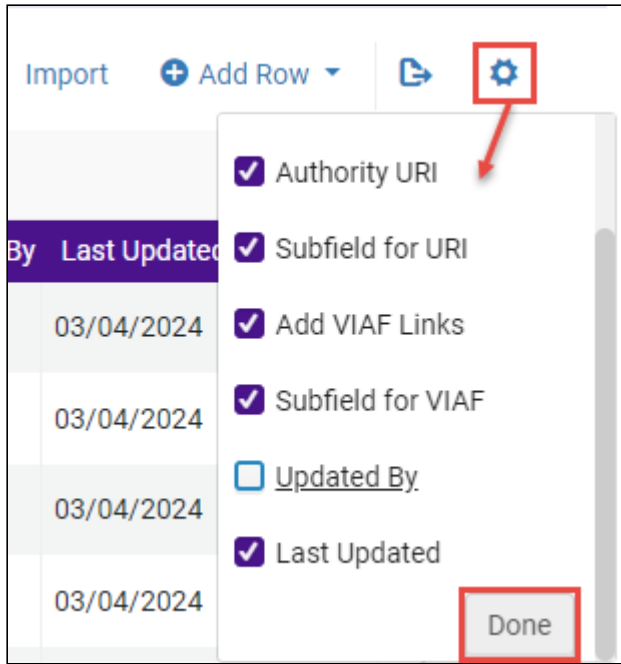 Import Add Row
Authority URI
By Last Updated Subfield for URI
03/04/2024 Add VIAF Links
03/04/2024 Subfield for VIAF
03/04/2024 Updated By
Last Updated
03/04/2024 Done